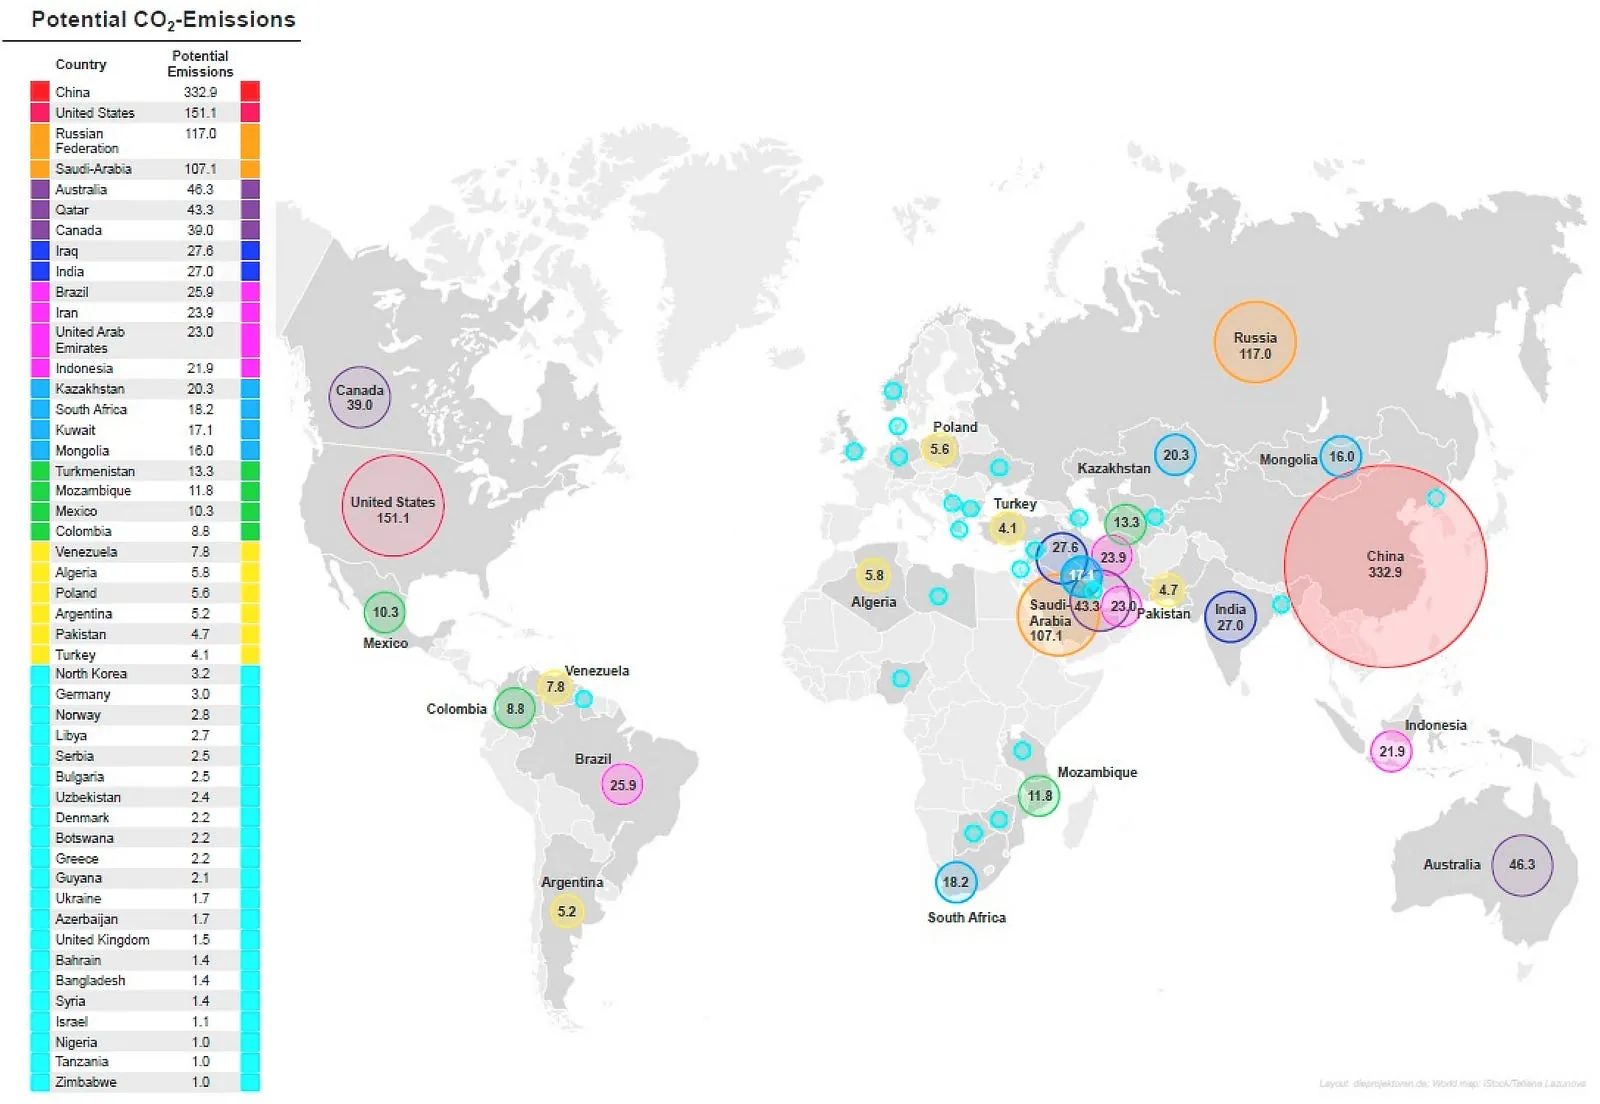 Potential CO₂-Emissions
Country Potential
Emissions
China 332.9
United States 151.1
Russian 117.0
Federation
Saudi-Arabia 107.1
Australia 46.3
Qatar 43.3
Canada 39.0
Iraq 27.6
India 27.0
Brazil 25.9
Iran 23.9
United Arab 23.0
Emirates
Indonesia 21.9
Kazakhstan 20.3
South Africa 18.2
Kuwait 17.1
Mongolia 16.0
Turkmenistan 13.3
Mozambique 11.8
Mexico 10.3
Colombia 8.8
Venezuela 7.8
Algeria 5.8
Poland 5.6
Argentina 5.2
Pakistan 4.7
Turkey 4.1
North Korea 3.2
Germany 3.0
Norway 2.8
Libya 2.7
Serbia 2.5
Bulgaria 2.5
Uzbekistan 2.4
Denmark 2.2
Botswana 2.2
Greece 2.2
Guyana 2.1
Ukraine 1.7
Azerbaijan 1.7
United Kingdom 1.5
Bahrain 1.4
Bangladesh 1.4
Syria 1.4
Israel 1.1
Nigeria 1.0
Tanzania 1.0
Zimbabwe 1.0
Canada
39.0
United States
151.1
10.3
Mexico
Venezuela
7.8
Colombia 8.8
Brazil
25.9
Argentina
5.2
Russia
117.0
Poland
5.6
Kazakhstan 20.3
Mongolia 16.0
Turkey
4.1
13.3
27.6
23.9
17.1
5.8
Algeria
Saudi-
Arabia
107.1
43.3
23.0
4.7
Pakistan
India
27.0
China
332.9
Indonesia
21.9
Mozambique
11.8
18.2
South Africa
Australia 46.3
Layout: dieprojektoren.de; World map: iStock/Tatiana Lazunova